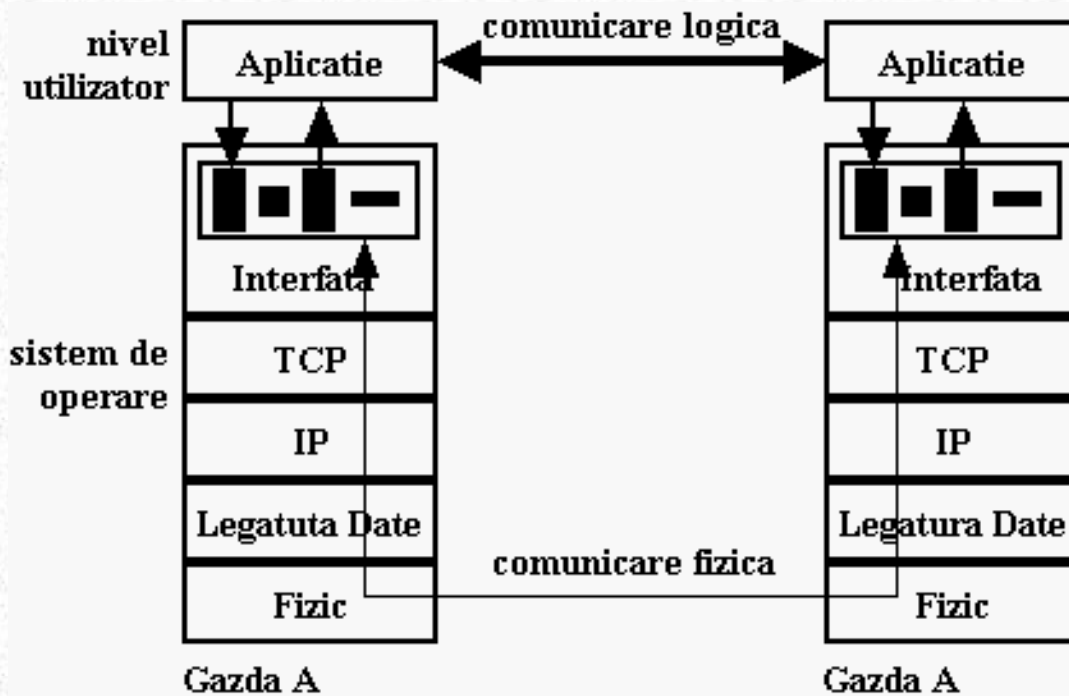 nivel
utilizator
Aplicatie
comunicare logica
Aplicatie
Interfata
Interfata
sistem de
operare
TCP
TCP
IP
IP
Legatuta Date
Legatura Date
comunicare fizica
Fizic
Fizic
Gazda A
Gazda A